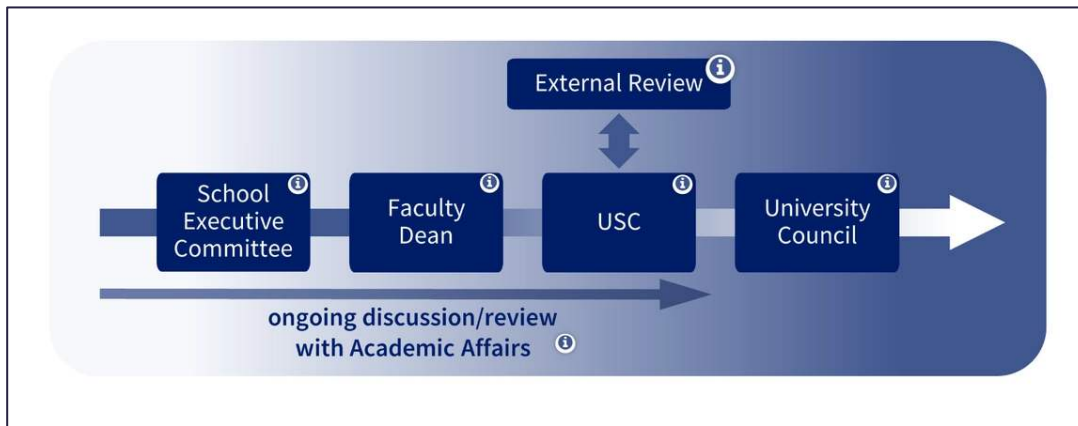 External Review
School
Executive
Committee
Faculty
Dean
USC
University
Council
ongoing discussion/review
with Academic Affairs